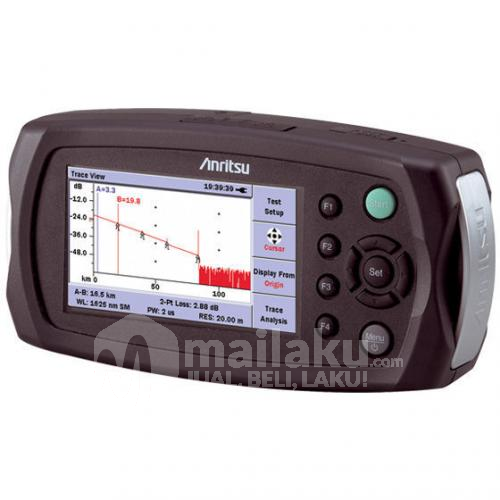 Anritsu
Trace View 19:39:39
dB
A=3.3
B=19.8
-12.0
-24.0
-36.0
-48.0
km 0 50 100
A-B: 16.5 km 2-Pt Loss: 2.88 dB
WL: 1625 nm SM PW: 2 us RES: 20.00 m
Test
Setup
Cursor
Display From
Origin
Trace
Analysis
F1
F2
F3
F4
Start
Set
Menu
ANRITSU
mailaku.com
JUAL, BELI, LAKU!